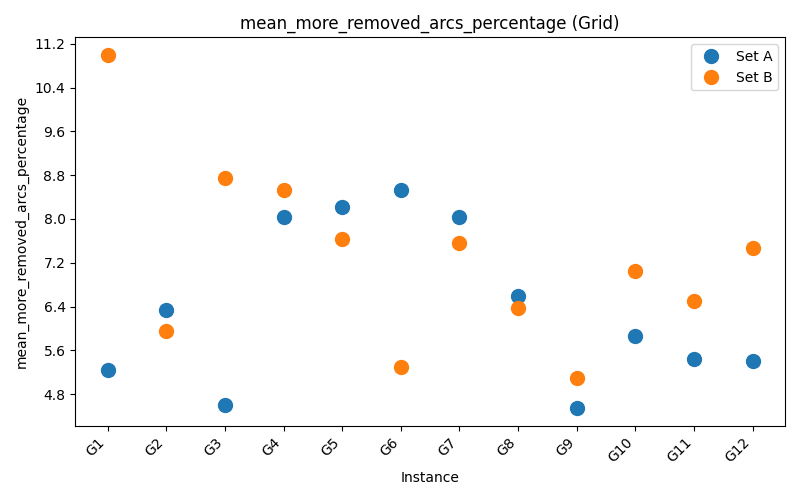 mean_more_removed_arcs_percentage (Grid)
mean_more_removed_arcs_percentage
11.2
10.4
9.6
8.8
8.0
7.2
6.4
5.6
4.8
Set A
Set B
G1
G2
G3
G4
G5
G6
G7
G8
G9
G10
G11
G12
Instance